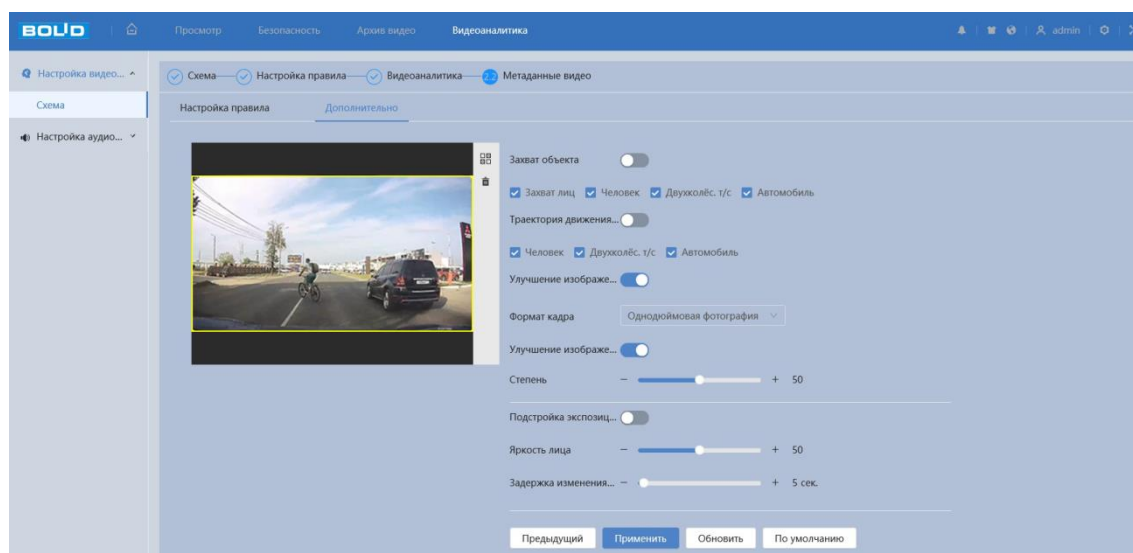 BOLID Просмотр Безопасность Архив видео Видеоаналитика admin
Настройка видео...
Схема
Настройка аудио...
Схема Настройка правила Видеоаналитика 2.2 Метаданные видео
Настройка правила Дополнительно
Захват объекта
Захват лиц Человек Двухколёс. т/с Автомобиль
Траектория движения...
Человек Двухколёс. т/с Автомобиль
Улучшение изображе...
Формат кадра Однодюймовая фотография
Улучшение изображе...
Степень − + 50
Подстройка экспозиц...
Яркость лица − + 50
Задержка изменения... − + 5 сек.
Предыдущий Применить Обновить По умолчанию